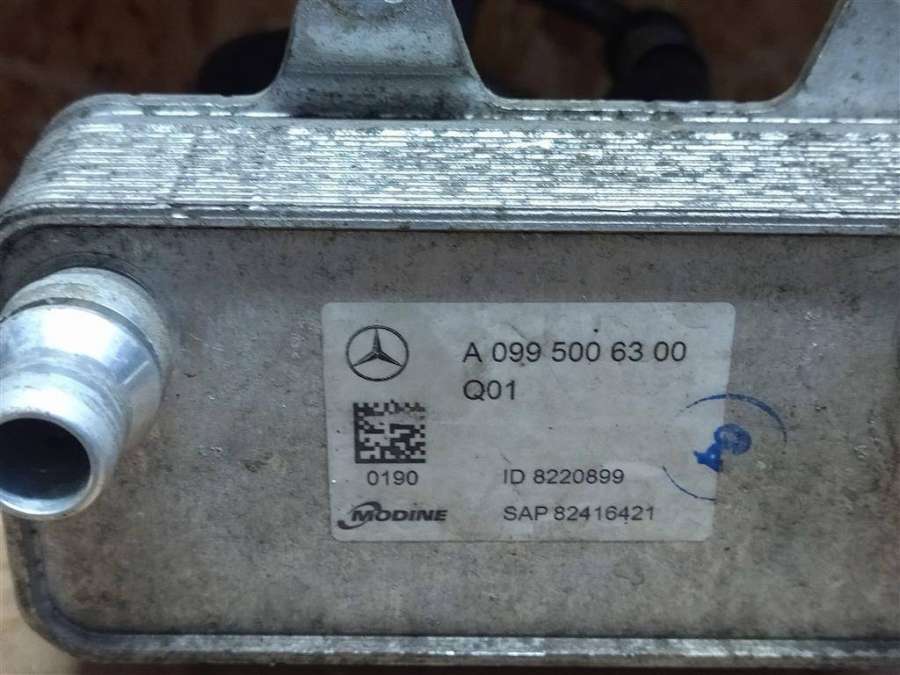 A 099 500 63 00
Q01
0190
ID 8220899
MODINE
SAP 82416421